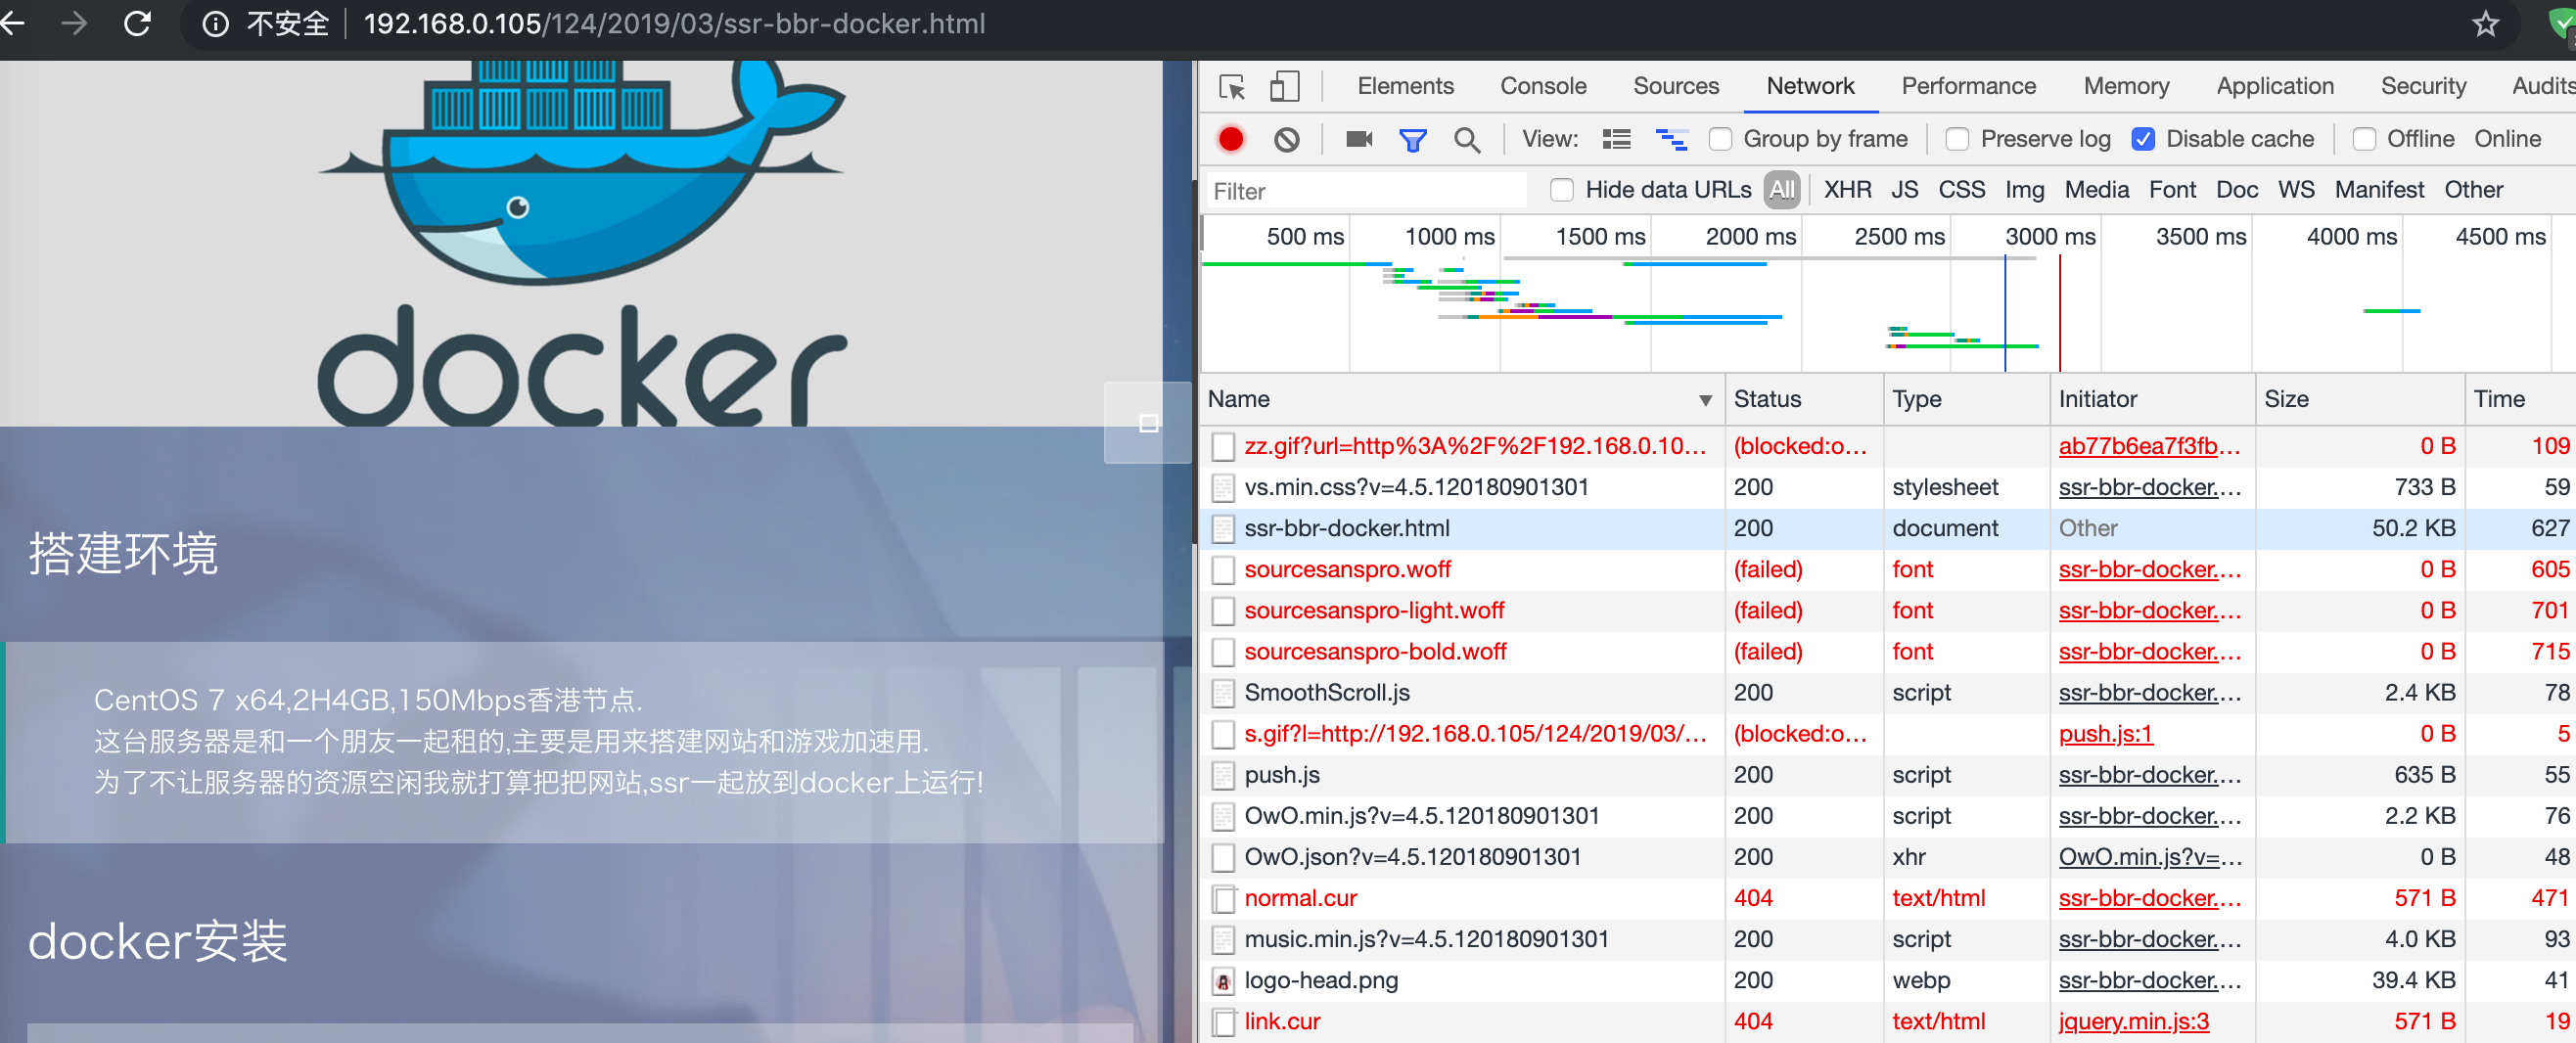 不安全 192.168.0.105/124/2019/03/ssr-bbr-docker.html
docker
搭建环境
CentOS 7 x64,2H4GB,150Mbps香港节点.
这台服务器是和一个朋友一起租的,主要是用来搭建网站和游戏加速用.
为了不让服务器的资源空闲我就打算把把网站,ssr一起放到docker上运行!
docker安装
Elements Console Sources Network Performance Memory Application Security Audits
View: Group by frame Preserve log Disable cache Offline Online
Filter Hide data URLs All XHR JS CSS Img Media Font Doc WS Manifest Other
500 ms 1000 ms 1500 ms 2000 ms 2500 ms 3000 ms 3500 ms 4000 ms 4500 ms
Name Status Type Initiator Size Time
zz.gif?url=http%3A%2F%2F192.168.0.10… (blocked:o… ab77b6ea7f3fb… 0 B 109
vs.min.css?v=4.5.120180901301 200 stylesheet ssr-bbr-docker.… 733 B 59
ssr-bbr-docker.html 200 document Other 50.2 KB 627
sourcesanspro.woff (failed) font ssr-bbr-docker.… 0 B 605
sourcesanspro-light.woff (failed) font ssr-bbr-docker.… 0 B 701
sourcesanspro-bold.woff (failed) font ssr-bbr-docker.… 0 B 715
SmoothScroll.js 200 script ssr-bbr-docker.… 2.4 KB 78
s.gif?l=http://192.168.0.105/124/2019/03/… (blocked:o… push.js:1 0 B 5
push.js 200 script ssr-bbr-docker.… 635 B 55
OwO.min.js?v=4.5.120180901301 200 script ssr-bbr-docker.… 2.2 KB 76
OwO.json?v=4.5.120180901301 200 xhr OwO.min.js?v=… 0 B 48
normal.cur 404 text/html ssr-bbr-docker.… 571 B 471
music.min.js?v=4.5.120180901301 200 script ssr-bbr-docker.… 4.0 KB 93
logo-head.png 200 webp ssr-bbr-docker.… 39.4 KB 41
link.cur 404 text/html jquery.min.js:3 571 B 19